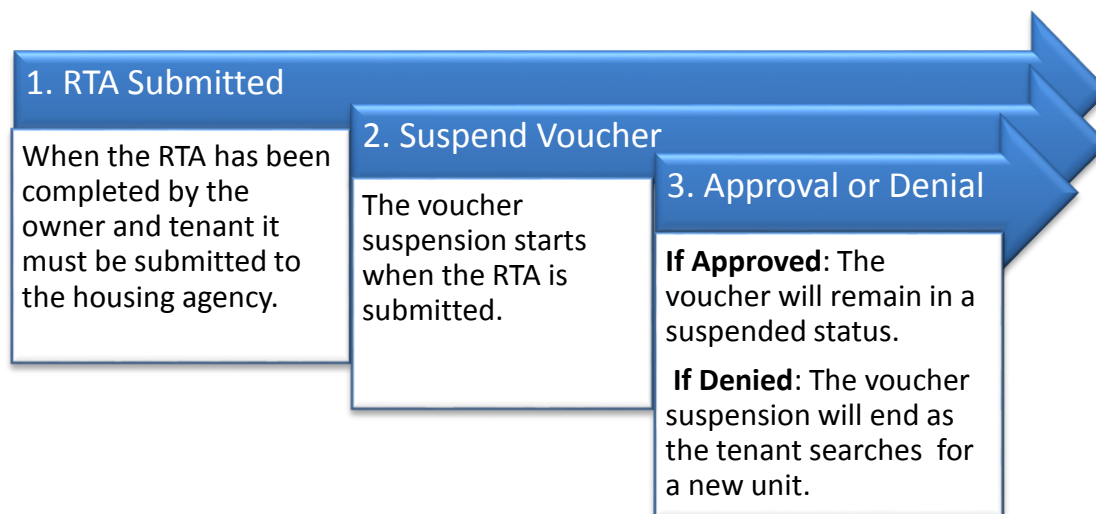 1. RTA Submitted
When the RTA has been
completed by the
owner and tenant it
must be submitted to
the housing agency.
2. Suspend Voucher
The voucher
suspension starts
when the RTA is
submitted.
3. Approval or Denial
If Approved: The
voucher will remain in a
suspended status.
If Denied: The voucher
suspension will end as
the tenant searches for
a new unit.